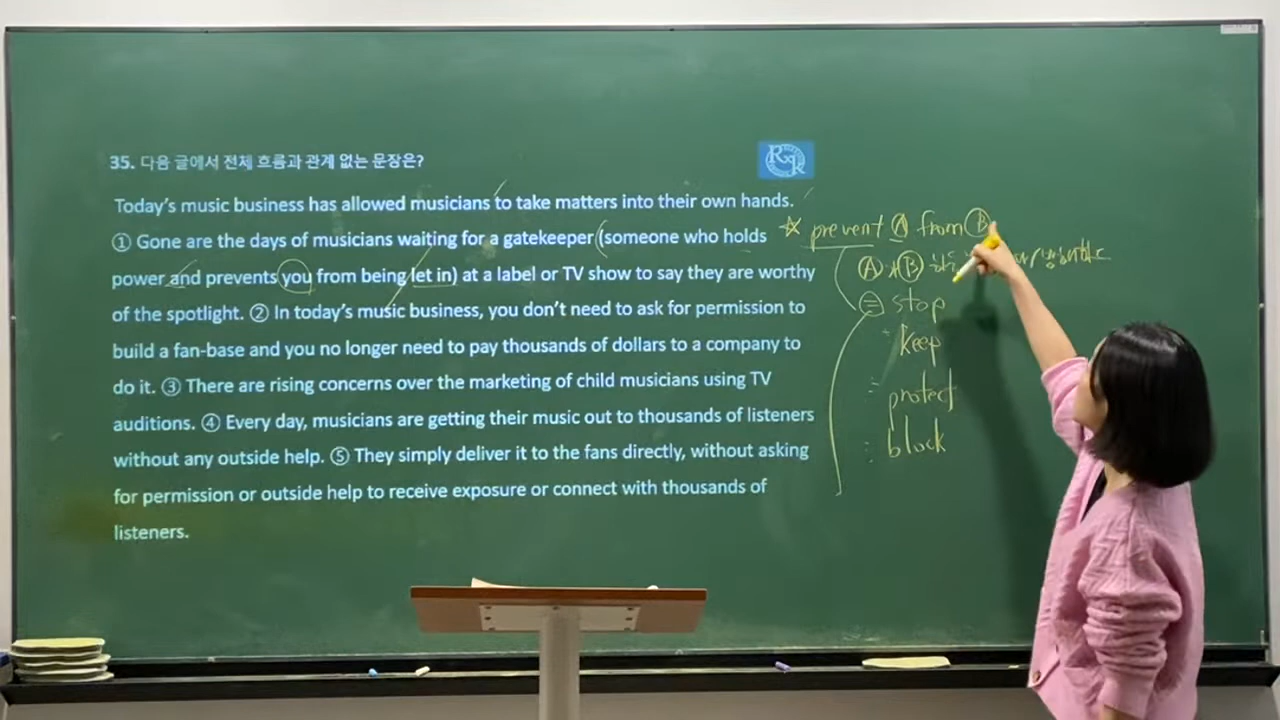 35. 다음 글에서 전체 흐름과 관계 없는 문장은?
Today's music business has allowed musicians to take matters into their own hands.
① Gone are the days of musicians waiting for a gatekeeper (someone who holds
power and prevents you from being let in) at a label or TV show to say they are worthy
of the spotlight. ② In today's music business, you don't need to ask for permission to
build a fan-base and you no longer need to pay thousands of dollars to a company to
do it. ③ There are rising concerns over the marketing of child musicians using TV
auditions. ④ Every day, musicians are getting their music out to thousands of listeners
without any outside help. ⑤ They simply deliver it to the fans directly, without asking
for permission or outside help to receive exposure or connect with thousands of
listeners.
☆ prevent Ⓐ from Ⓑ
Ⓐ Ⓑ
= stop
keep
protect
block